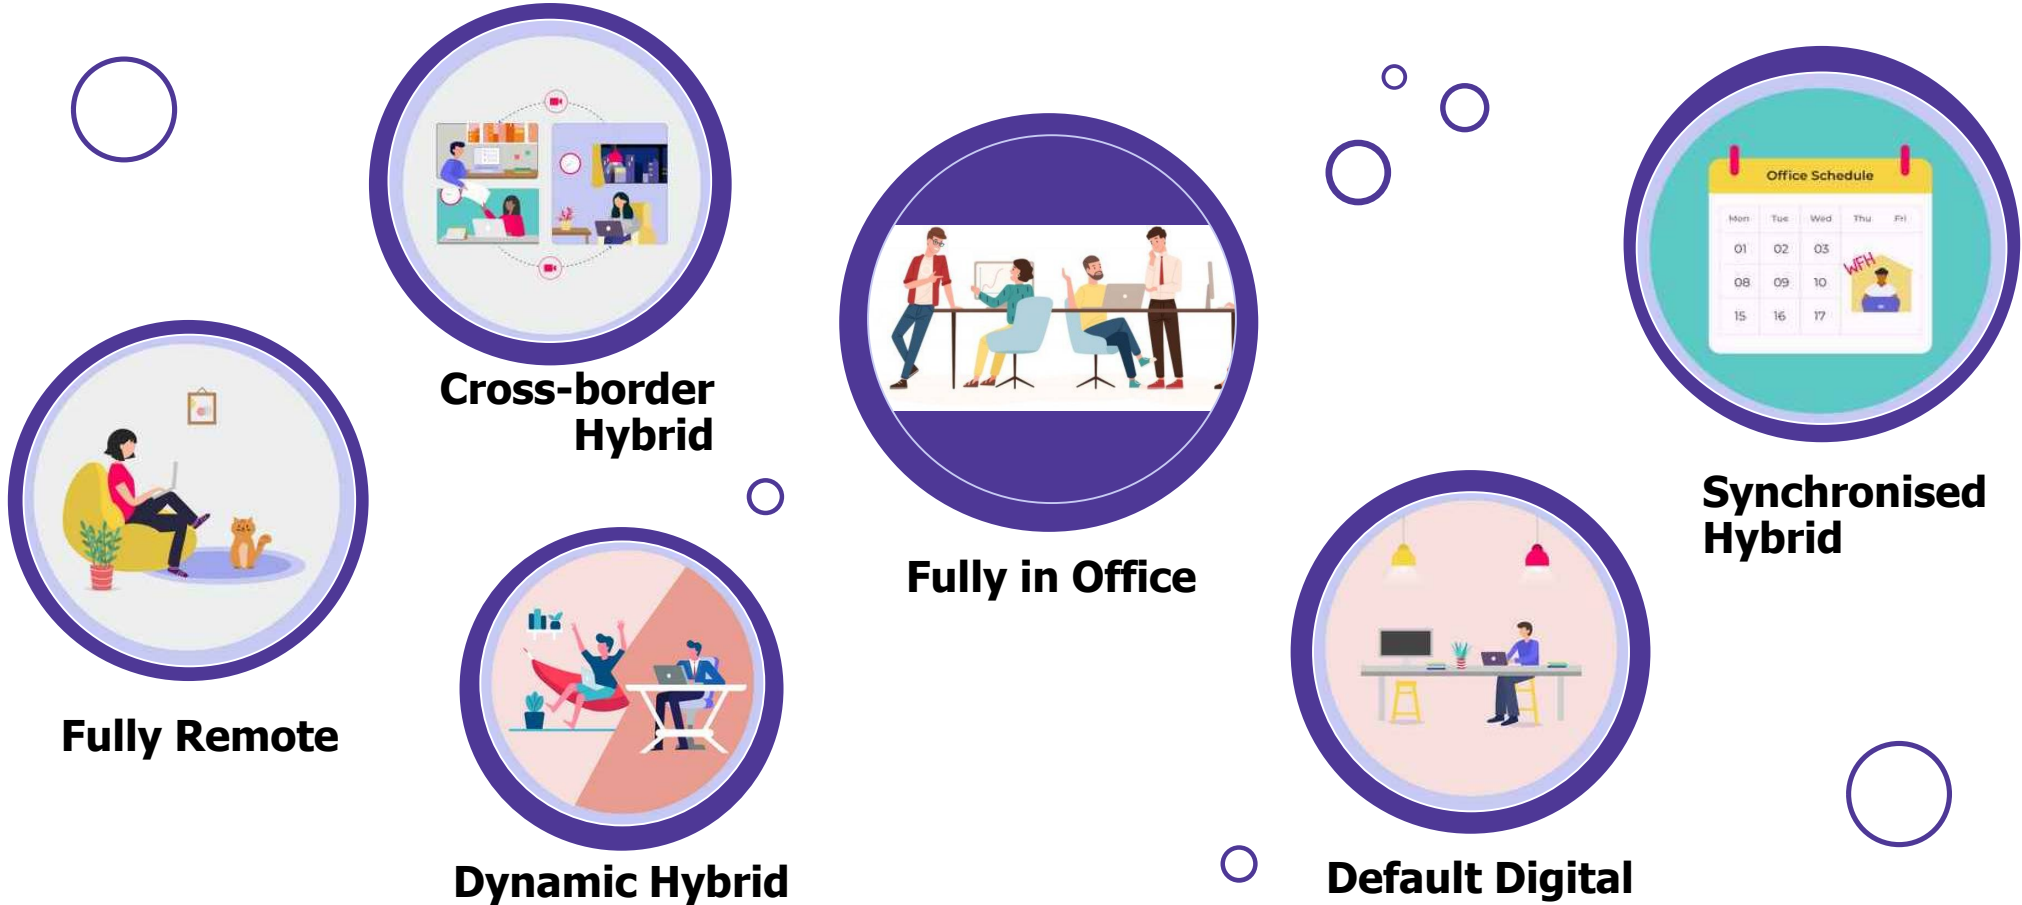 Office Schedule
Mon Tue Wed Thu Fri
01 02 03
WFH
08 09 10
15 16 17
Cross-border
Hybrid
Synchronised
Hybrid
Fully in Office
Fully Remote
Dynamic Hybrid
Default Digital